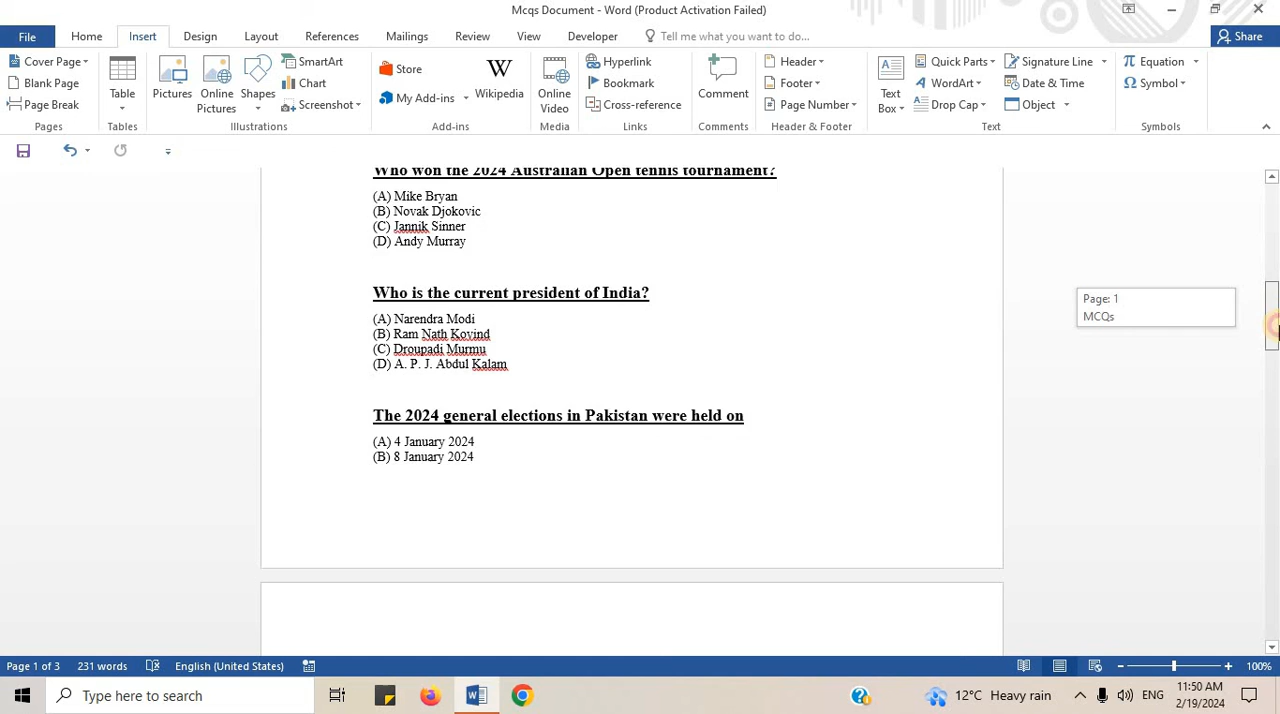 Mcqs Document - Word (Product Activation Failed)
File Home Insert Design Layout References Mailings Review View Developer Tell me what you want to do... Share
Cover Page
Blank Page
Page Break
Pages
Table
Tables
Pictures
Online Pictures
Shapes
SmartArt
Chart
Screenshot
Illustrations
Store
My Add-ins
W
Wikipedia
Add-ins
Online Video
Media
Hyperlink
Bookmark
Cross-reference
Links
Comment
Comments
Header
Footer
Page Number
Header & Footer
A
Text Box
Quick Parts
WordArt
Drop Cap
Signature Line
Date & Time
Object
Text
π Equation
Ω Symbol
Symbols
Who won the 2024 Australian Open tennis tournament?
(A) Mike Bryan
(B) Novak Djokovic
(C) Jannik Sinner
(D) Andy Murray
Who is the current president of India?
(A) Narendra Modi
(B) Ram Nath Kovind
(C) Droupadi Murmu
(D) A. P. J. Abdul Kalam
The 2024 general elections in Pakistan were held on
(A) 4 January 2024
(B) 8 January 2024
Page: 1
MCQs
Page 1 of 3 231 words English (United States) 100%
Type here to search
12°C Heavy rain
ENG
11:50 AM
2/19/2024